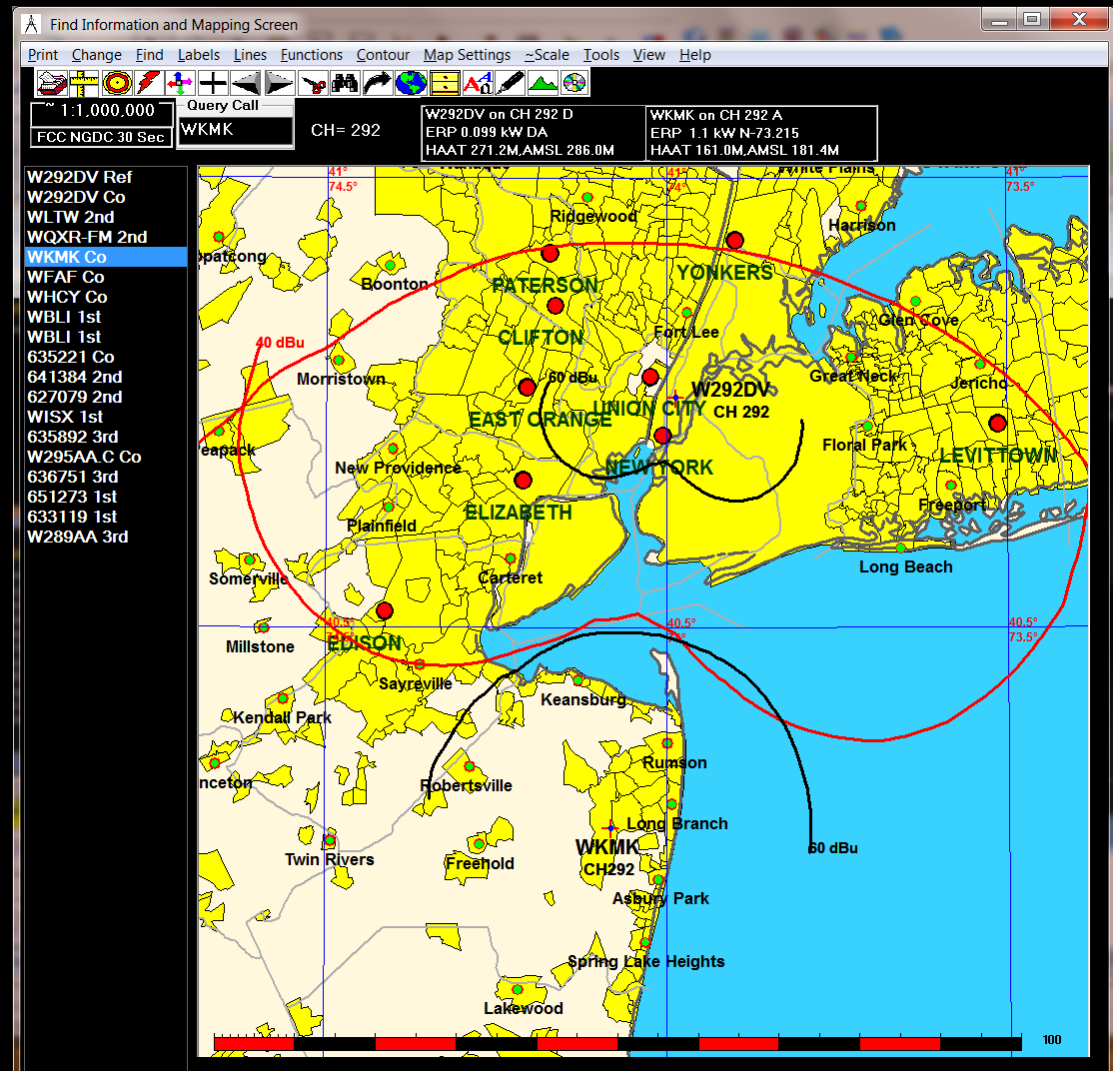 Find Information and Mapping Screen
Print Change Find Labels Lines Functions Contour Map Settings ~Scale Tools View Help
~ 1:1,000,000
FCC NGDC 30 Sec
Query Call
WKMK
CH= 292
W292DV on CH 292 D
ERP 0.099 kW DA
HAAT 271.2M,AMSL 286.0M
WKMK on CH 292 A
ERP 1.1 kW N-73.215
HAAT 161.0M,AMSL 181.4M
W292DV Ref
W292DV Co
WLTW 2nd
WQXR-FM 2nd
WKMK Co
WFAF Co
WHCY Co
WBLI 1st
WBLI 1st
635221 Co
641384 2nd
627079 2nd
WISX 1st
635892 3rd
W295AA.C Co
636751 3rd
651273 1st
633119 1st
W289AA 3rd
41°
74.5°
41°
74°
White Plains
41°
73.5°
Ridgewood
Harrison
opatcong
Boonton
PATERSON
YONKERS
CLIFTON
Fort Lee
Glen Cove
40 dBu
Morristown
60 dBu
Great Neck
Jericho
W292DV
CH 292
EAST ORANGE
UNION CITY
eapack
New Providence
NEW YORK
Floral Park
LEVITTOWN
Plainfield
ELIZABETH
Freeport
Somerville
Carteret
Long Beach
40.5°
40.5°
40.5°
73.5°
Millstone
EDISON
Sayreville
Keansburg
Kendall Park
Rumson
nceton
Robertsville
Long Branch
Twin Rivers
Freehold
WKMK
CH292
60 dBu
Asbury Park
Spring Lake Heights
Lakewood
100